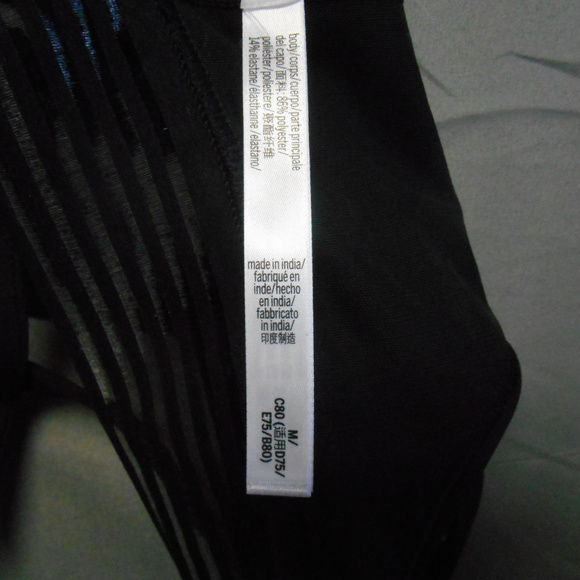 body/corps/cuerpo/parte principale
del capo/面料: 86% polyester/
poliéster/poliestere/聚酯纤维
14% elastane/élasthanne/elastano/
made in india/
fabriqué en
inde/hecho
en india/
fabbricato
in india/
印度制造
M/
C80 (适用D75/
E75/B80)